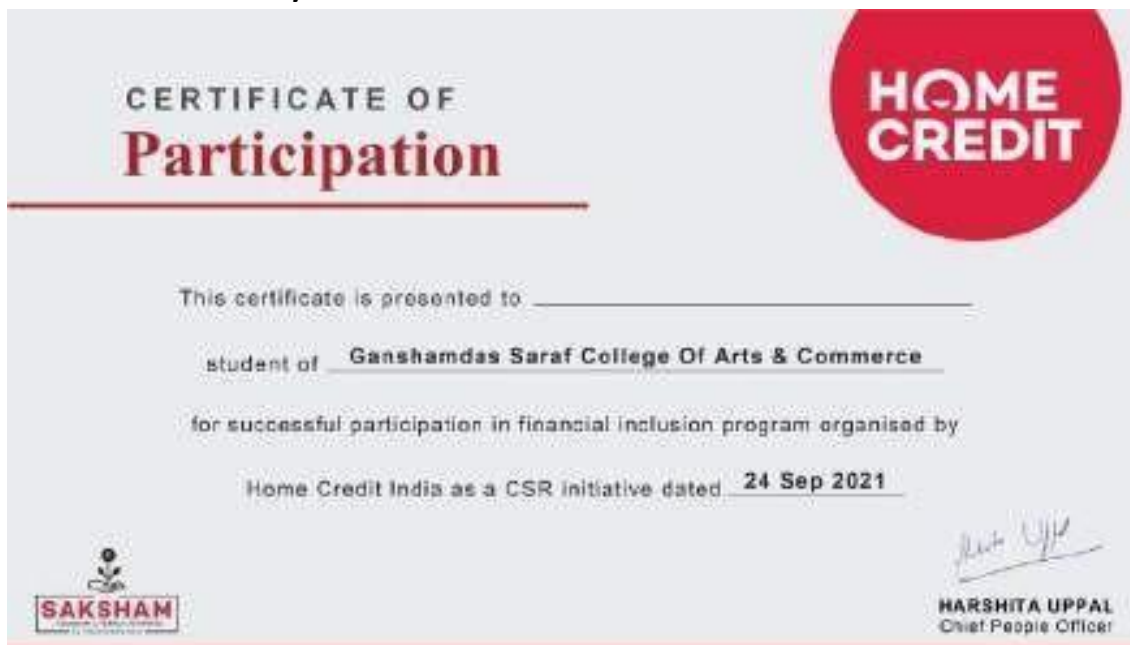 CERTIFICATE OF
Participation
HOME
CREDIT
This certificate is presented to
student of Ganshamdas Saraf College Of Arts & Commerce
for successful participation in financial inclusion program organised by
Home Credit India as a CSR initiative dated 24 Sep 2021
SAKSHAM
HARSHITA UPPAL
Chief People Officer